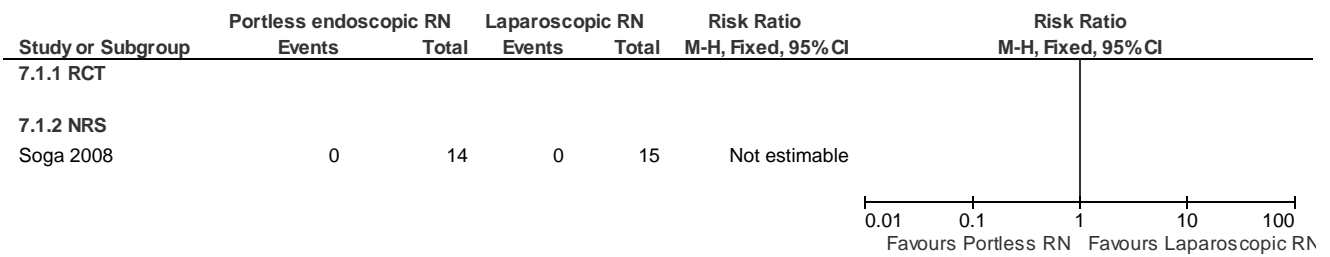 Portless endoscopic RN Laparoscopic RN Risk Ratio Risk Ratio
Study or Subgroup Events Total Events Total M-H, Fixed, 95% CI M-H, Fixed, 95% CI
7.1.1 RCT
7.1.2 NRS
Soga 2008 0 14 0 15 Not estimable
0.01 0.1 1 10 100
Favours Portless RN Favours Laparoscopic RN